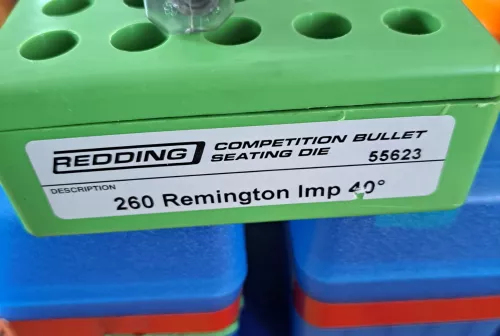 REDDING
COMPETITION BULLET
SEATING DIE 55623
DESCRIPTION
260 Remington Imp 40°